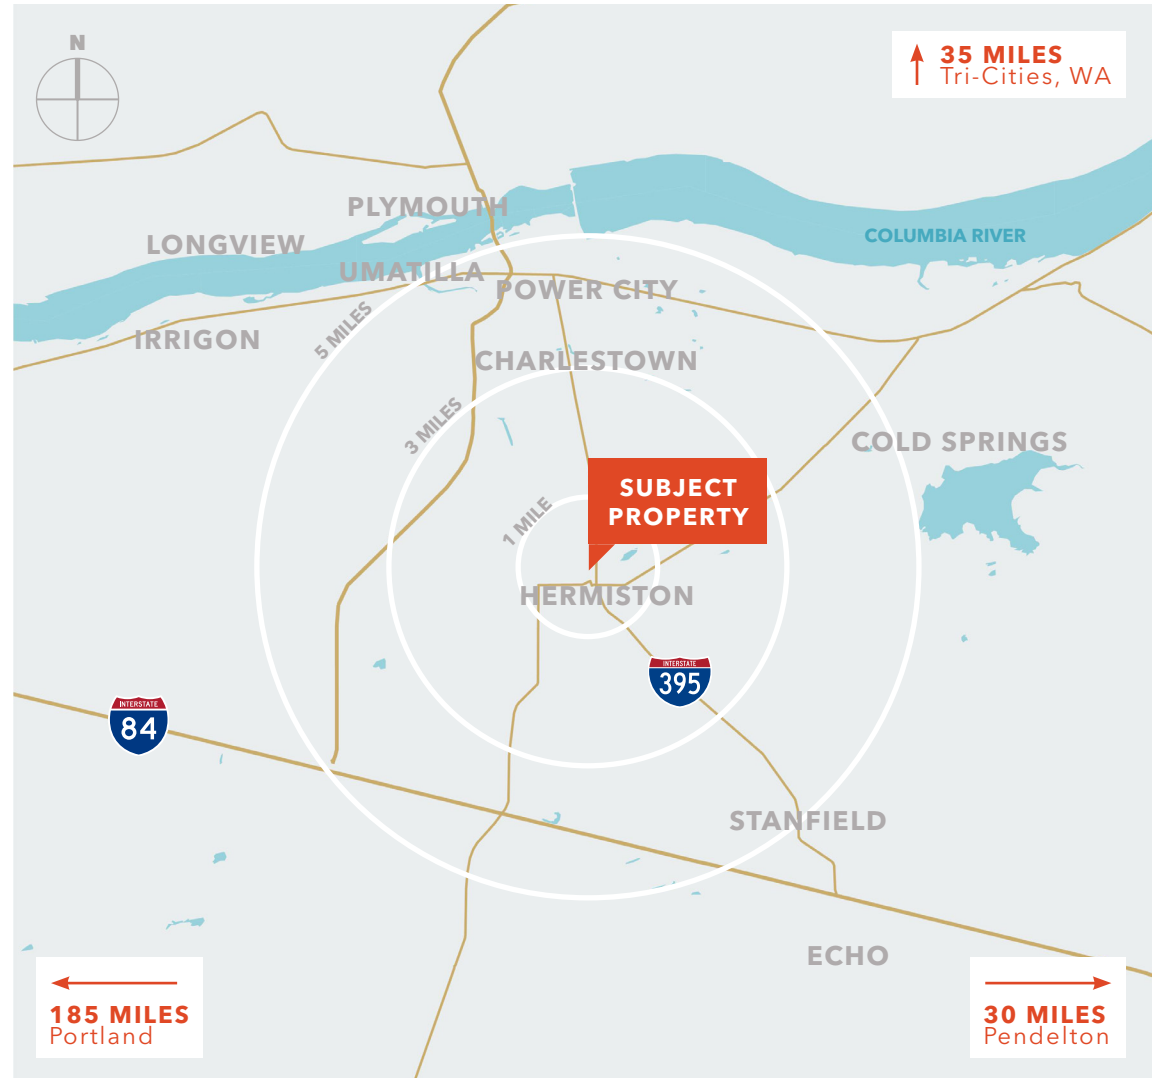 N
35 MILES
Tri-Cities, WA
PLYMOUTH
LONGVIEW
COLUMBIA RIVER
UMATILLA
POWER CITY
IRRIGON
5 MILES
CHARLESTOWN
3 MILES
COLD SPRINGS
SUBJECT
PROPERTY
1 MILE
HERMISTON
INTERSTATE
395
INTERSTATE
84
STANFIELD
ECHO
185 MILES
Portland
30 MILES
Pendelton